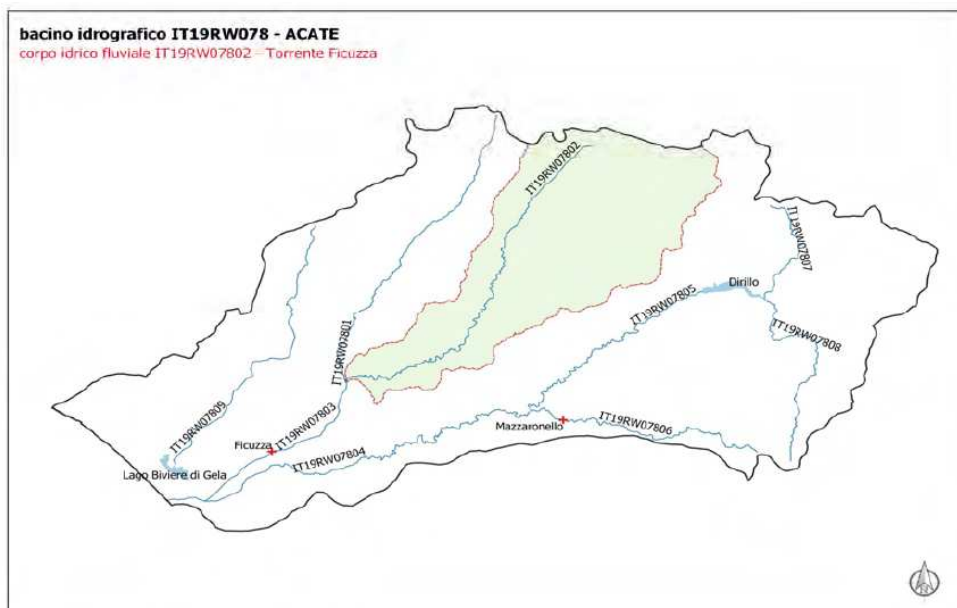 bacino idrografico IT19RW078 - ACATE
corpo idrico fluviale IT19RW07802 - Torrente Ficuzza
IT19RW07802
IT19RW07807
Dirillo
IT19RW07805
IT19RW07808
IT19RW07801
IT19RW07809
IT19RW07803
Ficuzza
Mazzaronello
IT19RW07806
IT19RW07804
Lago Biviere di Gela